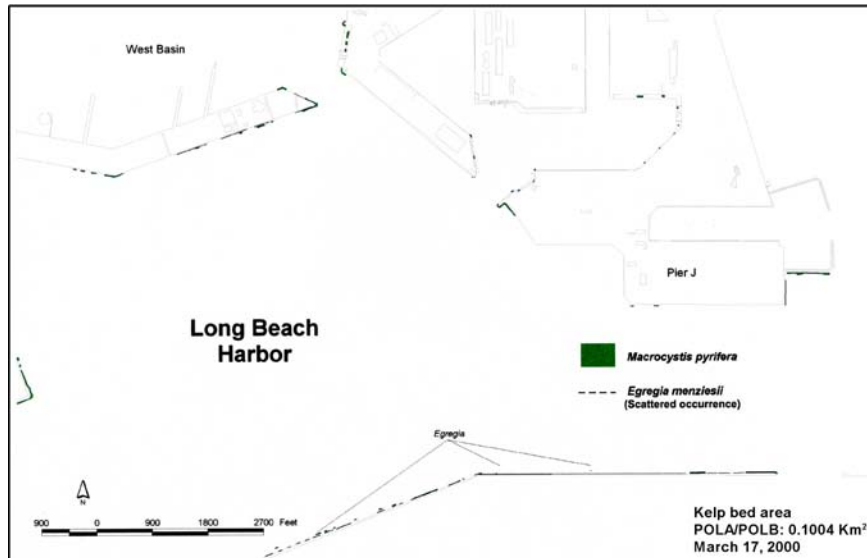 West Basin
Pier J
Long Beach
Harbor
Macrocystis pyrifera
Egregia menziesii
(Scattered occurrence)
Egregia
N
900 0 900 1800 2700 Feet
Kelp bed area
POLA/POLB: 0.1004 Km²
March 17, 2000